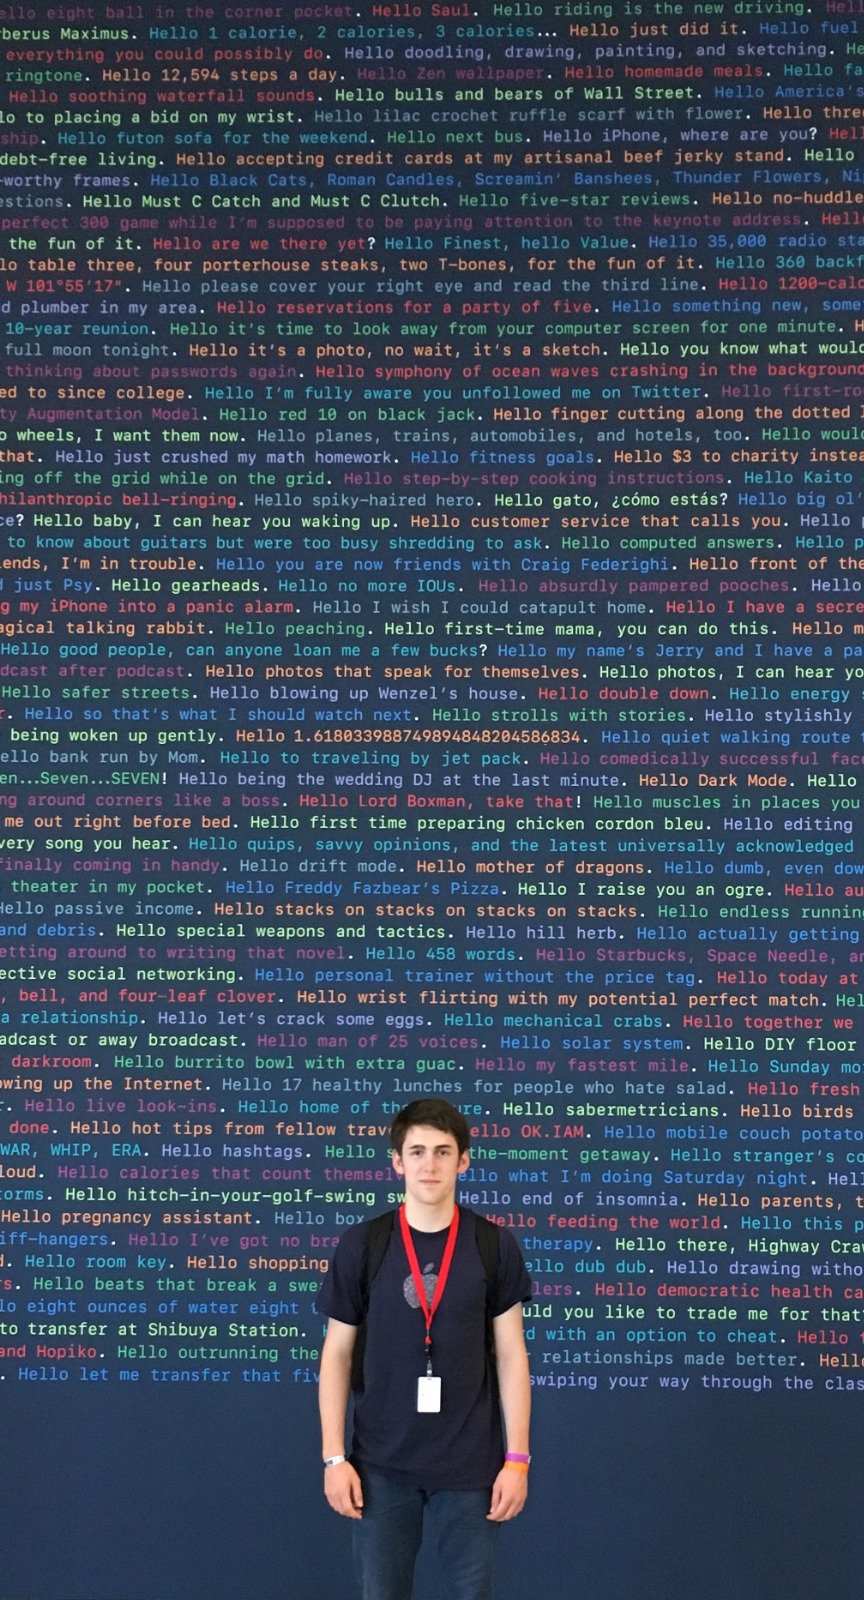 ello eight ball in the corner pocket. Hello Saul. Hello riding is the new driving. Hell
rberus Maximus. Hello 1 calorie, 2 calories, 3 calories... Hello just did it. Hello fuel
everything you could possibly do. Hello doodling, drawing, painting, and sketching. He
ringtone. Hello 12,594 steps a day. Hello Zen wallpaper. Hello homemade meals. Hello fa
Hello soothing waterfall sounds. Hello bulls and bears of Wall Street. Hello America's
lo to placing a bid on my wrist. Hello lilac crochet ruffle scarf with flower. Hello three
ship. Hello futon sofa for the weekend. Hello next bus. Hello iPhone, where are you? Hell
debt-free living. Hello accepting credit cards at my artisanal beef jerky stand. Hello
-worthy frames. Hello Black Cats, Roman Candles, Screamin' Banshees, Thunder Flowers, Ni
estions. Hello Must C Catch and Must C Clutch. Hello five-star reviews. Hello no-huddle
perfect 300 game while I'm supposed to be paying attention to the keynote address. Hello
the fun of it. Hello are we there yet? Hello Finest, hello Value. Hello 35,000 radio sta
lo table three, four porterhouse steaks, two T-bones, for the fun of it. Hello 360 backf
W 101°55'17". Hello please cover your right eye and read the third line. Hello 1200-calo
d plumber in my area. Hello reservations for a party of five. Hello something new, some
10-year reunion. Hello it's time to look away from your computer screen for one minute. H
full moon tonight. Hello it's a photo, no wait, it's a sketch. Hello you know what would
thinking about passwords again. Hello symphony of ocean waves crashing in the background
ed to since college. Hello I'm fully aware you unfollowed me on Twitter. Hello first-ro
ty Augmentation Model. Hello red 10 on black jack. Hello finger cutting along the dotted l
o wheels, I want them now. Hello planes, trains, automobiles, and hotels, too. Hello woul
that. Hello just crushed my math homework. Hello fitness goals. Hello $3 to charity instea
ing off the grid while on the grid. Hello step-by-step cooking instructions. Hello Kaito
hilanthropic bell-ringing. Hello spiky-haired hero. Hello gato, ¿cómo estás? Hello big ol'
ce? Hello baby, I can hear you waking up. Hello customer service that calls you. Hello
to know about guitars but were too busy shredding to ask. Hello computed answers. Hello p
ends, I'm in trouble. Hello you are now friends with Craig Federighi. Hello front of the
d just Psy. Hello gearheads. Hello no more IOUs. Hello absurdly pampered pooches. Hello
g my iPhone into a panic alarm. Hello I wish I could catapult home. Hello I have a secre
agical talking rabbit. Hello peaching. Hello first-time mama, you can do this. Hello m
Hello good people, can anyone loan me a few bucks? Hello my name's Jerry and I have a pa
dcast after podcast. Hello photos that speak for themselves. Hello photos, I can hear yo
Hello safer streets. Hello blowing up Wenzel's house. Hello double down. Hello energy
r. Hello so that's what I should watch next. Hello strolls with stories. Hello stylishly
being woken up gently. Hello 1.61803398874989484820458683​4. Hello quiet walking route
ello bank run by Mom. Hello to traveling by jet pack. Hello comedically successful fac
en...Seven...SEVEN! Hello being the wedding DJ at the last minute. Hello Dark Mode. Hello
ng around corners like a boss. Hello Lord Boxman, take that! Hello muscles in places you
me out right before bed. Hello first time preparing chicken cordon bleu. Hello editing
very song you hear. Hello quips, savvy opinions, and the latest universally acknowledged
finally coming in handy. Hello drift mode. Hello mother of dragons. Hello dumb, even dow
theater in my pocket. Hello Freddy Fazbear's Pizza. Hello I raise you an ogre. Hello au
Hello passive income. Hello stacks on stacks on stacks on stacks. Hello endless runnin
and debris. Hello special weapons and tactics. Hello hill herb. Hello actually getting
etting around to writing that novel. Hello 458 words. Hello Starbucks, Space Needle, an
ective social networking. Hello personal trainer without the price tag. Hello today at
, bell, and four-leaf clover. Hello wrist flirting with my potential perfect match. Hel
a relationship. Hello let's crack some eggs. Hello mechanical crabs. Hello together we
adcast or away broadcast. Hello man of 25 voices. Hello solar system. Hello DIY floor
darkroom. Hello burrito bowl with extra guac. Hello my fastest mile. Hello Sunday mo
owing up the Internet. Hello 17 healthy lunches for people who hate salad. Hello fresh
r. Hello live look-ins. Hello home of th ure. Hello sabermetricians. Hello birds
done. Hello hot tips from fellow trav ello OK.IAM. Hello mobile couch potato
WAR, WHIP, ERA. Hello hashtags. Hello s the-moment getaway. Hello stranger's co
loud. Hello calories that count themsel ello what I'm doing Saturday night. Hell
torms. Hello hitch-in-your-golf-swing sw Hello end of insomnia. Hello parents, t
Hello pregnancy assistant. Hello box Hello feeding the world. Hello this p
iff-hangers. Hello I've got no bra therapy. Hello there, Highway Cra
d. Hello room key. Hello shopping ello dub dub. Hello drawing witho
rs. Hello beats that break a swe lers. Hello democratic health ca
lo eight ounces of water eight t uld you like to trade me for that
to transfer at Shibuya Station. H rd with an option to cheat. Hello
and Hopiko. Hello outrunning the r relationships made better. Hello
. Hello let me transfer that fiv swiping your way through the clas